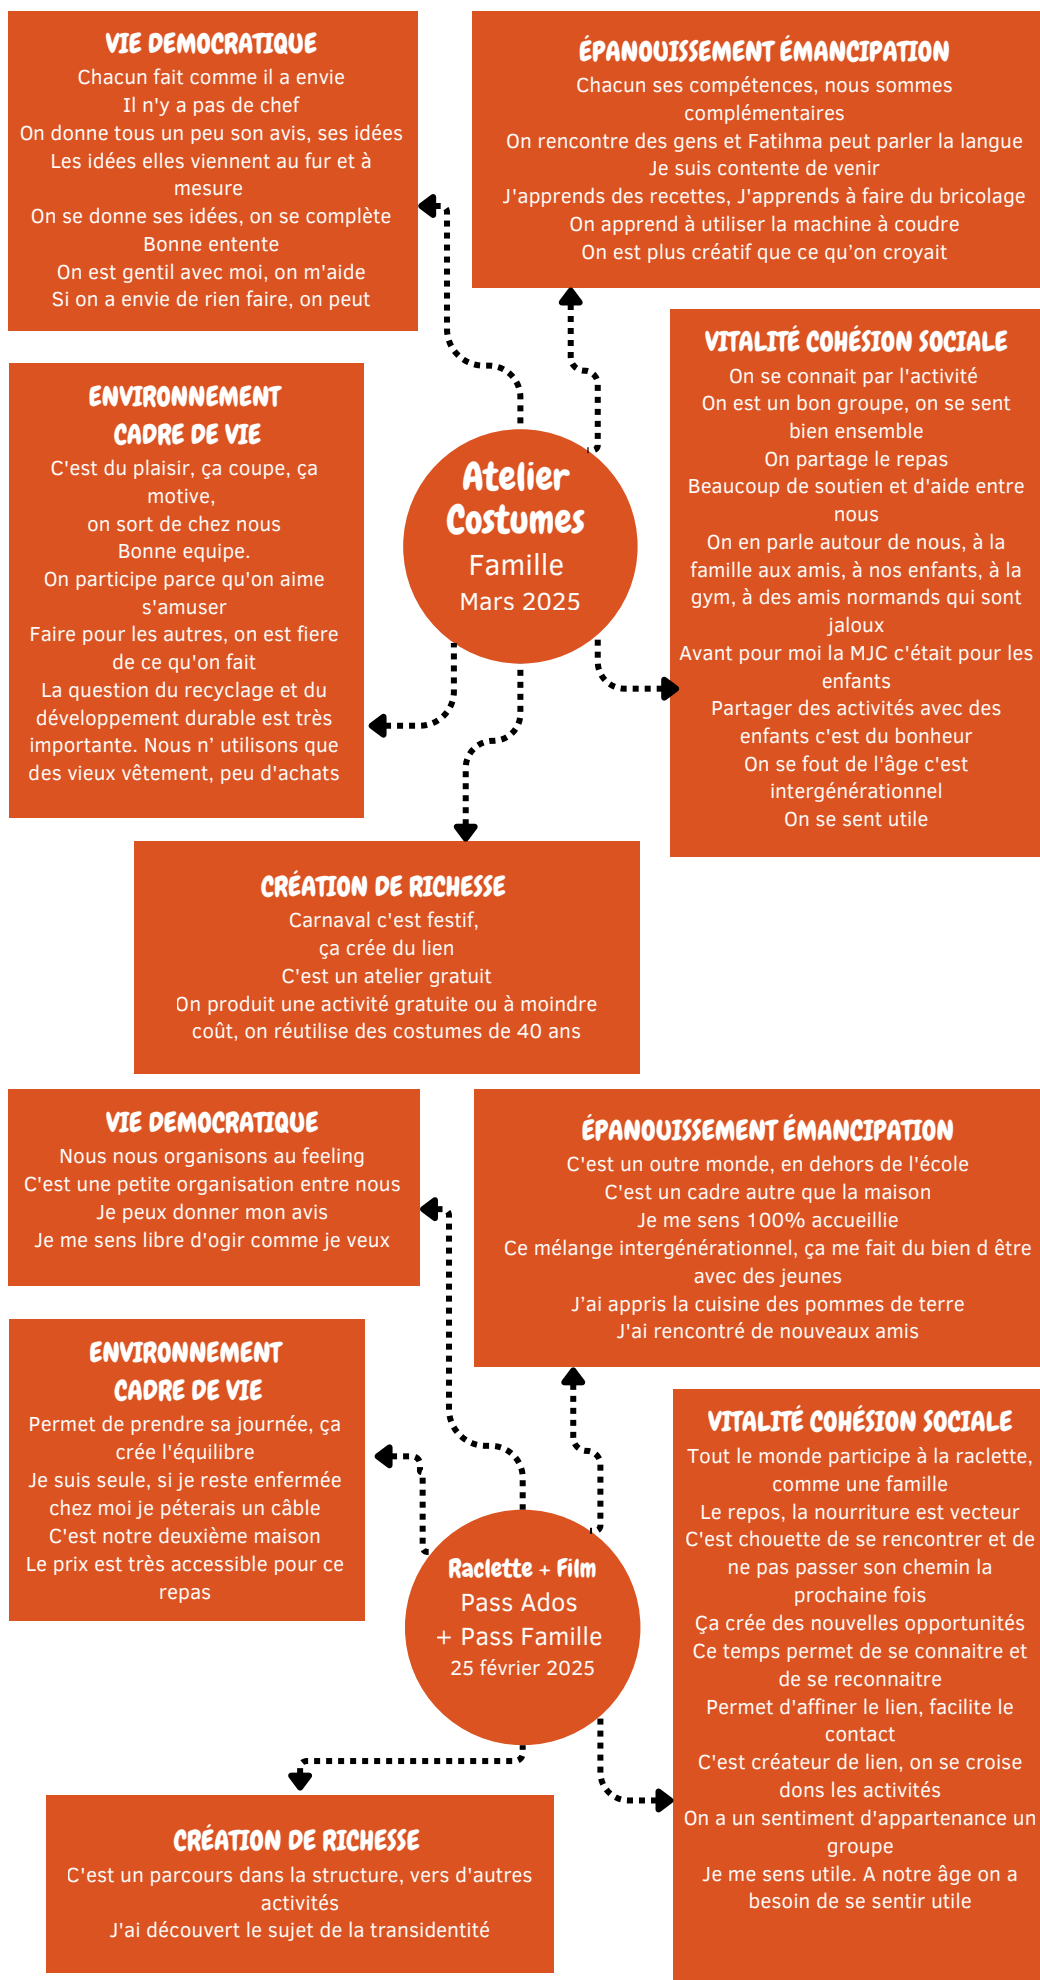 VIE DEMOCRATIQUE
Chacun fait comme il a envie
Il n'y a pas de chef
On donne tous un peu son avis, ses idées
Les idées elles viennent au fur et à
mesure
On se donne ses idées, on se complète
Bonne entente
On est gentil avec moi, on m'aide
Si on a envie de rien faire, on peut
ÉPANOUISSEMENT ÉMANCIPATION
Chacun ses compétences, nous sommes
complémentaires
On rencontre des gens et Fatihma peut parler la langue
Je suis contente de venir
J'apprends des recettes, J'apprends à faire du bricolage
On apprend à utiliser la machine à coudre
On est plus créatif que ce qu’on croyait
ENVIRONNEMENT
CADRE DE VIE
C'est du plaisir, ça coupe, ça
motive,
on sort de chez nous
Bonne equipe.
On participe parce qu'on aime
s'amuser
Faire pour les autres, on est fiere
de ce qu'on fait
La question du recyclage et du
développement durable est très
importante. Nous n’ utilisons que
des vieux vêtement, peu d'achats
Atelier
Costumes
Famille
Mars 2025
VITALITÉ COHÉSION SOCIALE
On se connait par l'activité
On est un bon groupe, on se sent
bien ensemble
On partage le repas
Beaucoup de soutien et d'aide entre
nous
On en parle autour de nous, à la
famille aux amis, à nos enfants, à la
gym, à des amis normands qui sont
jaloux
Avant pour moi la MJC c'était pour les
enfants
Partager des activités avec des
enfants c'est du bonheur
On se fout de l'âge c'est
intergénérationnel
On se sent utile
CRÉATION DE RICHESSE
Carnaval c'est festif,
ça crée du lien
C'est un atelier gratuit
On produit une activité gratuite ou à moindre
coût, on réutilise des costumes de 40 ans
VIE DEMOCRATIQUE
Nous nous organisons au feeling
C'est une petite organisation entre nous
Je peux donner mon avis
Je me sens libre d'ogir comme je veux
ÉPANOUISSEMENT ÉMANCIPATION
C'est un outre monde, en dehors de l'école
C'est un cadre autre que la maison
Je me sens 100% accueillie
Ce mélange intergénérationnel, ça me fait du bien d être
avec des jeunes
J’ai appris la cuisine des pommes de terre
J'ai rencontré de nouveaux amis
ENVIRONNEMENT
CADRE DE VIE
Permet de prendre sa journée, ça
crée l'équilibre
Je suis seule, si je reste enfermée
chez moi je péterais un câble
C'est notre deuxième maison
Le prix est très accessible pour ce
repas
Raclette + Film
Pass Ados
+ Pass Famille
25 février 2025
VITALITÉ COHÉSION SOCIALE
Tout le monde participe à la raclette,
comme une famille
Le repos, la nourriture est vecteur
C'est chouette de se rencontrer et de
ne pas passer son chemin la
prochaine fois
Ça crée des nouvelles opportunités
Ce temps permet de se connaitre et
de se reconnaitre
Permet d'affiner le lien, facilite le
contact
C'est créateur de lien, on se croise
dons les activités
On a un sentiment d'appartenance un
groupe
Je me sens utile. A notre âge on a
besoin de se sentir utile
CRÉATION DE RICHESSE
C'est un parcours dans la structure, vers d'autres
activités
J'ai découvert le sujet de la transidentité